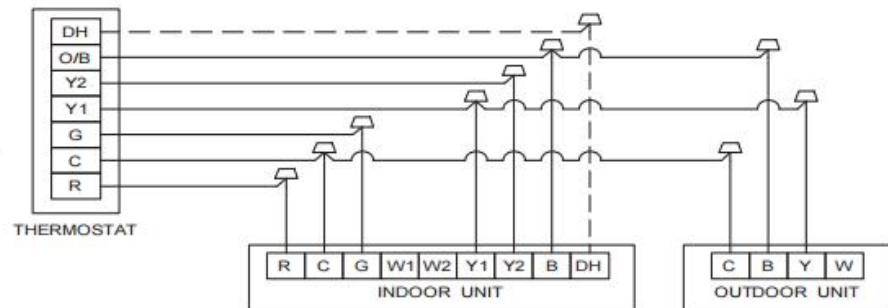 DH
O/B
Y2
Y1
G
C
R
THERMOSTAT
R C G W1 W2 Y1 Y2 B DH
INDOOR UNIT
C B Y W
OUTDOOR UNIT